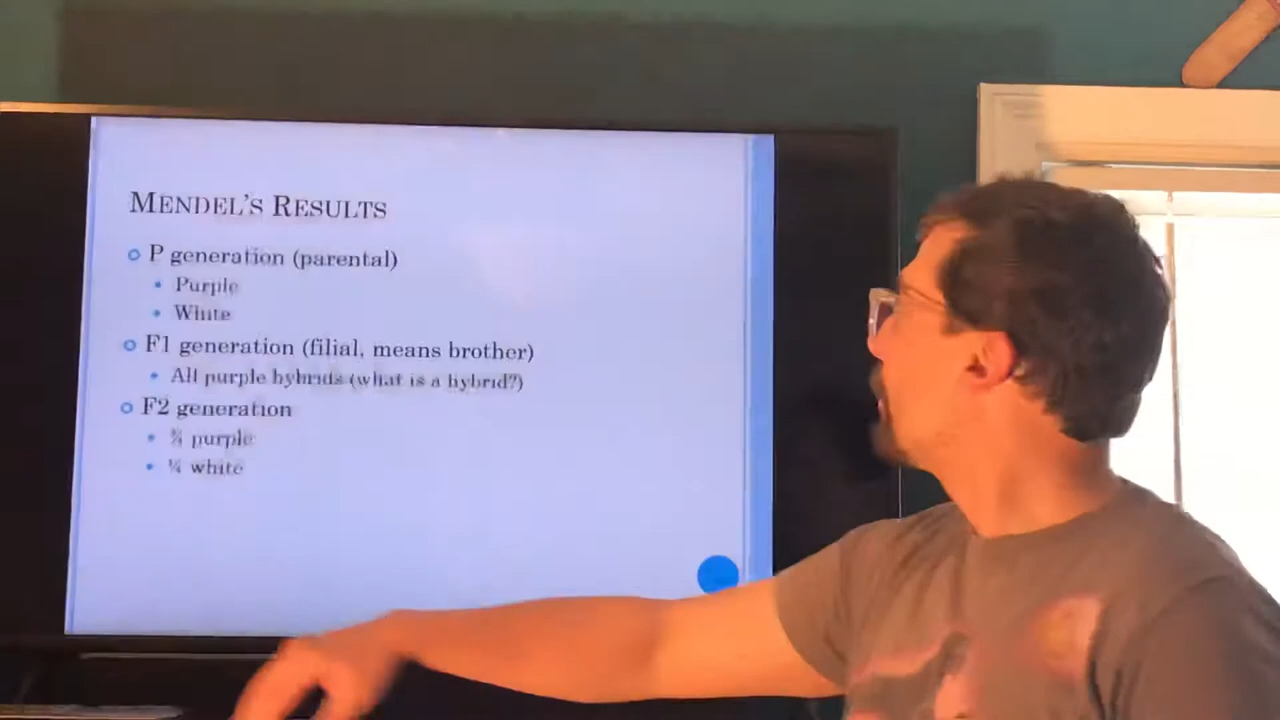 MENDEL'S RESULTS
P generation (parental)
Purple
White
F1 generation (filial, means brother)
All purple hybrids (what is a hybrid?)
F2 generation
¾ purple
¼ white